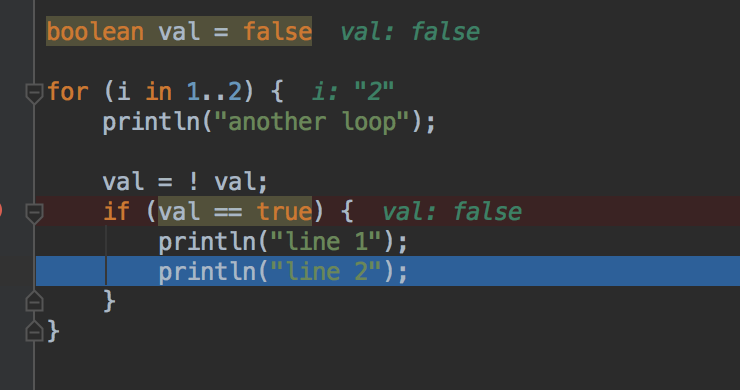 boolean val = false  val: false
for (i in 1..2) {  i: "2"
println("another loop");
val = ! val;
if (val == true) {  val: false
println("line 1");
println("line 2");
}
}